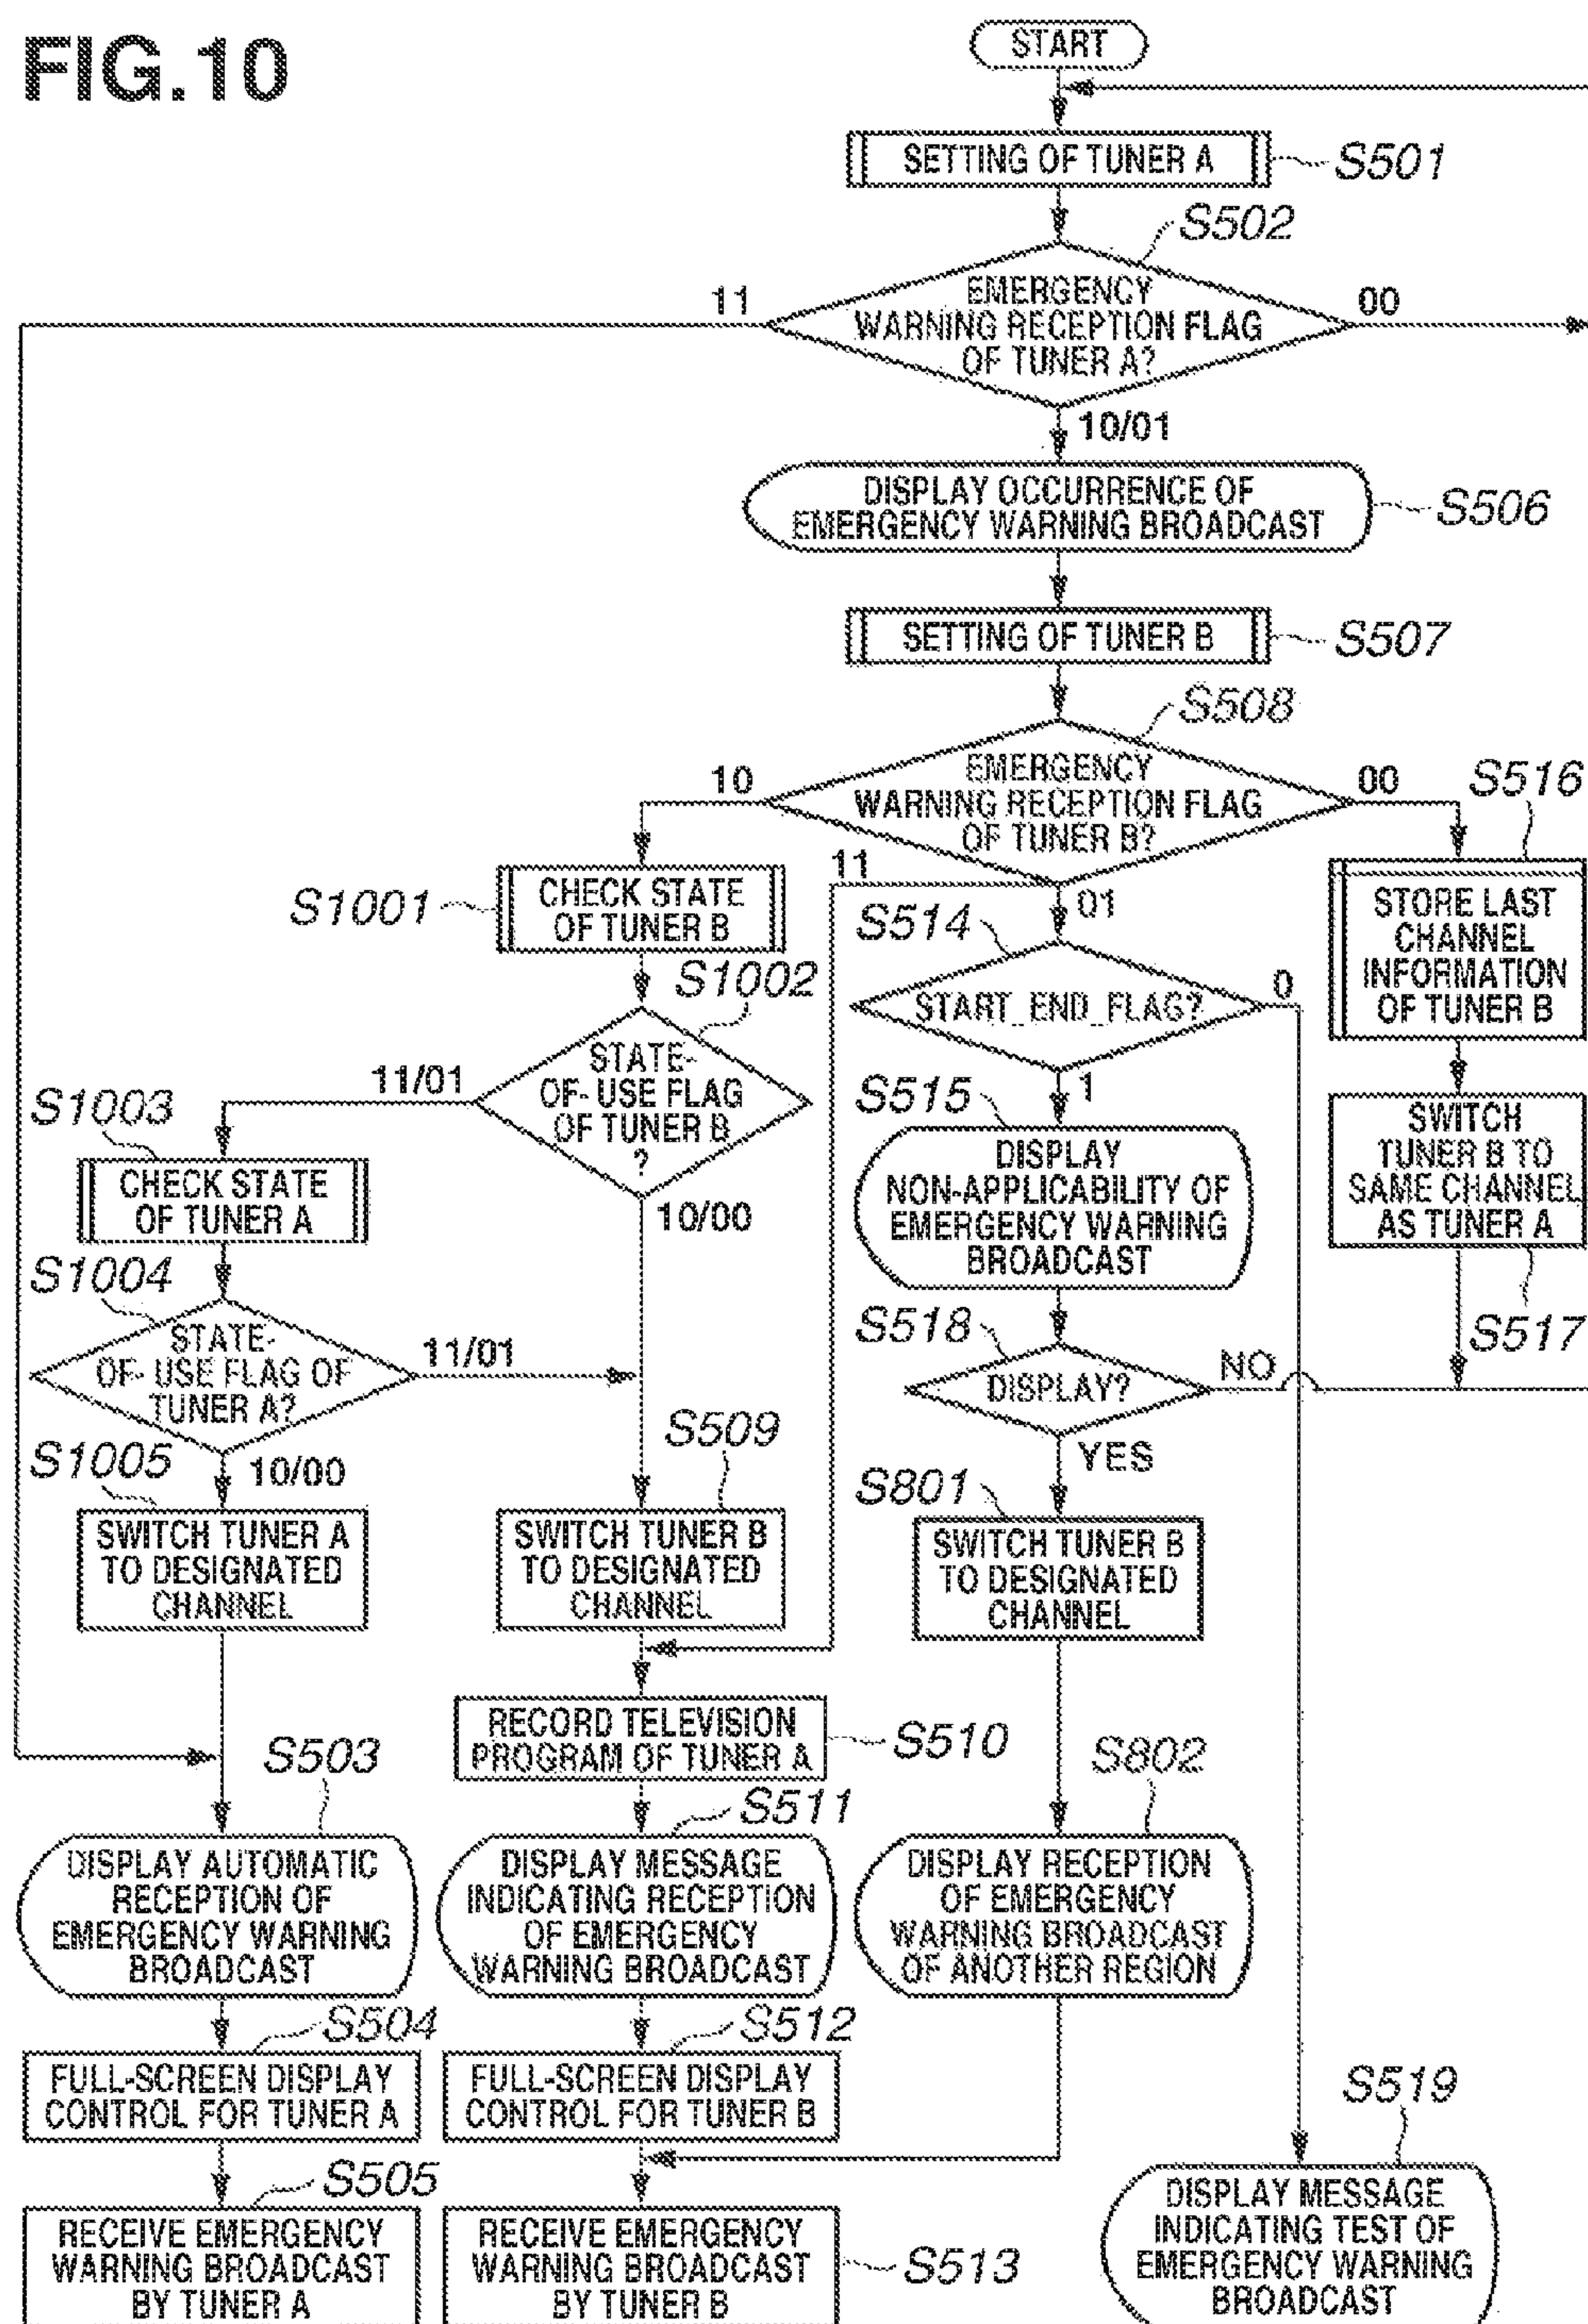 FIG.10
START
SETTING OF TUNER A
S501
S502
EMERGENCY
WARNING RECEPTION FLAG
OF TUNER A?
11
00
10/01
DISPLAY OCCURRENCE OF
EMERGENCY WARNING BROADCAST
S506
SETTING OF TUNER B
S507
S508
EMERGENCY
WARNING RECEPTION FLAG
OF TUNER B?
10
00
11
01
S516
STORE LAST
CHANNEL
INFORMATION
OF TUNER B
SWITCH
TUNER B TO
SAME CHANNEL
AS TUNER A
S517
S1001
CHECK STATE
OF TUNER B
S1002
STATE-
OF- USE FLAG
OF TUNER B
?
11/01
10/00
S1003
CHECK STATE
OF TUNER A
S1004
STATE-
OF- USE FLAG OF
TUNER A?
11/01
10/00
S1005
SWITCH TUNER A
TO DESIGNATED
CHANNEL
S509
SWITCH TUNER B
TO DESIGNATED
CHANNEL
S514
START_END_FLAG?
0
1
S515
DISPLAY
NON-APPLICABILITY OF
EMERGENCY WARNING
BROADCAST
S518
DISPLAY?
NO
YES
S801
SWITCH TUNER B
TO DESIGNATED
CHANNEL
RECORD TELEVISION
PROGRAM OF TUNER A
S510
S503
DISPLAY AUTOMATIC
RECEPTION OF
EMERGENCY WARNING
BROADCAST
S511
DISPLAY MESSAGE
INDICATING RECEPTION
OF EMERGENCY
WARNING BROADCAST
S802
DISPLAY RECEPTION
OF EMERGENCY
WARNING BROADCAST
OF ANOTHER REGION
S504
FULL-SCREEN DISPLAY
CONTROL FOR TUNER A
S512
FULL-SCREEN DISPLAY
CONTROL FOR TUNER B
S505
RECEIVE EMERGENCY
WARNING BROADCAST
BY TUNER A
RECEIVE EMERGENCY
WARNING BROADCAST
BY TUNER B
S513
S519
DISPLAY MESSAGE
INDICATING TEST OF
EMERGENCY WARNING
BROADCAST